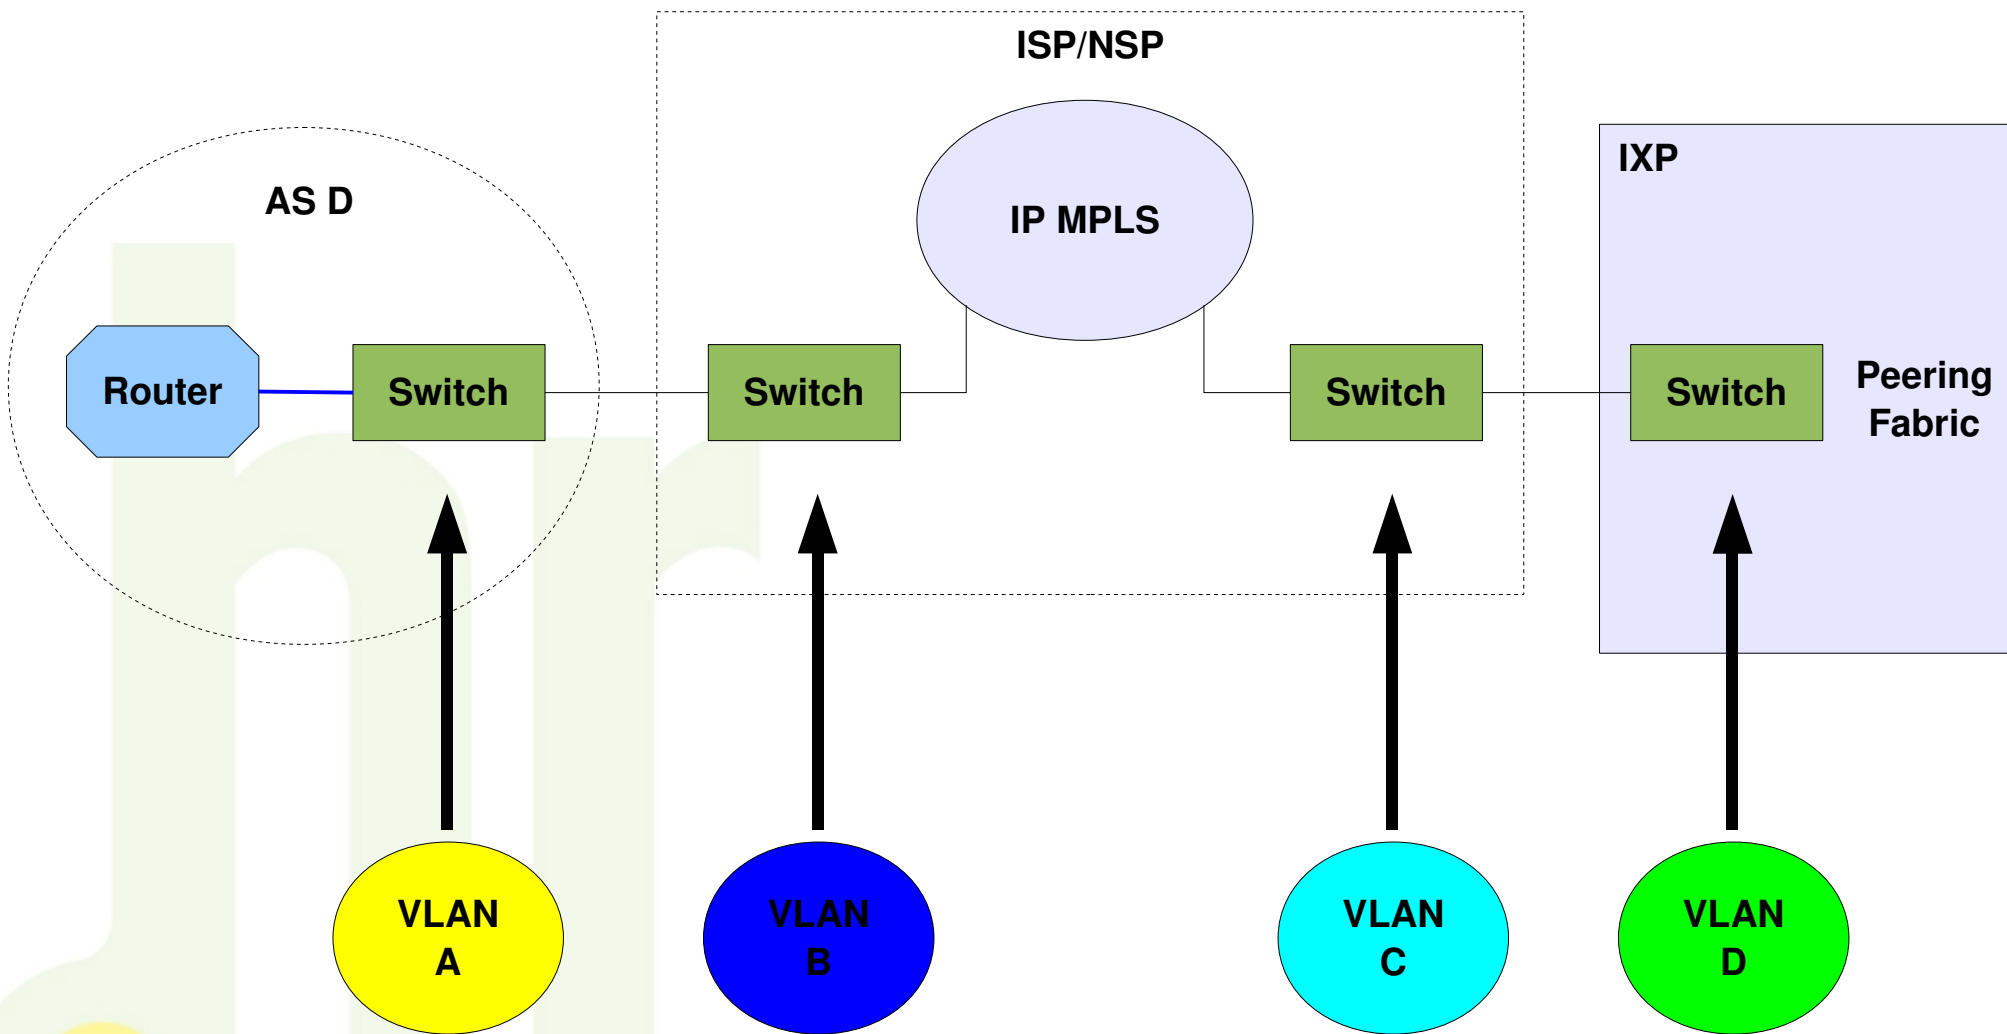 ISP/NSP
IXP
AS D
IP MPLS
Router
Switch
Switch
Switch
Switch
Peering
Fabric
VLAN
A
VLAN
B
VLAN
C
VLAN
D